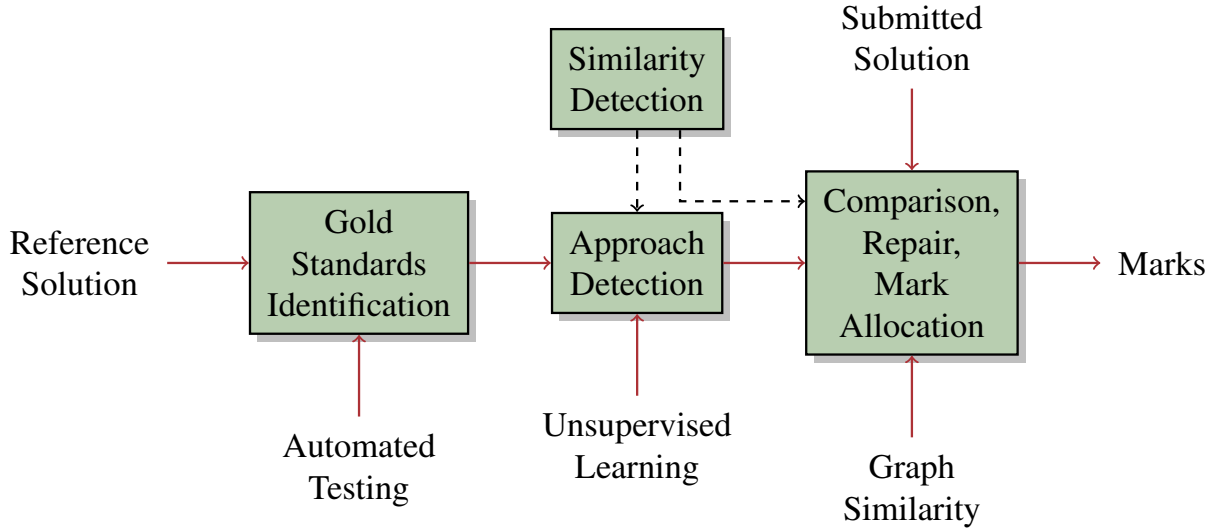 Submitted
Solution
Similarity
Detection
Reference
Solution
Gold
Standards
Identification
Approach
Detection
Comparison,
Repair,
Mark
Allocation
Marks
Automated
Testing
Unsupervised
Learning
Graph
Similarity